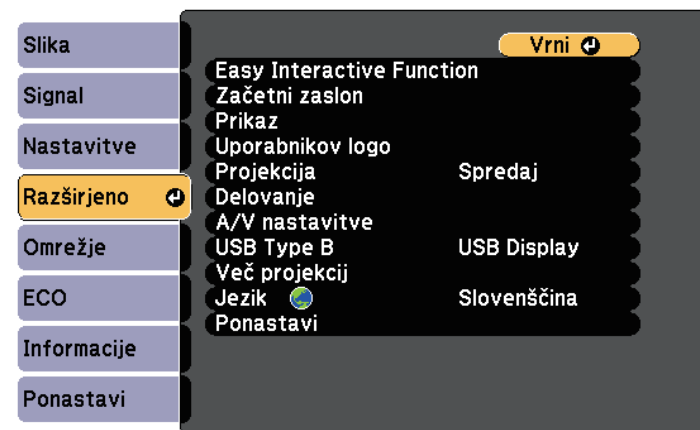 Slika
Signal
Nastavitve
Razširjeno
Omrežje
ECO
Informacije
Ponastavi
Vrni
Easy Interactive Function
Začetni zaslon
Prikaz
Uporabnikov logo
Projekcija Spredaj
Delovanje
A/V nastavitve
USB Type B USB Display
Več projekcij
Jezik Slovenščina
Ponastavi